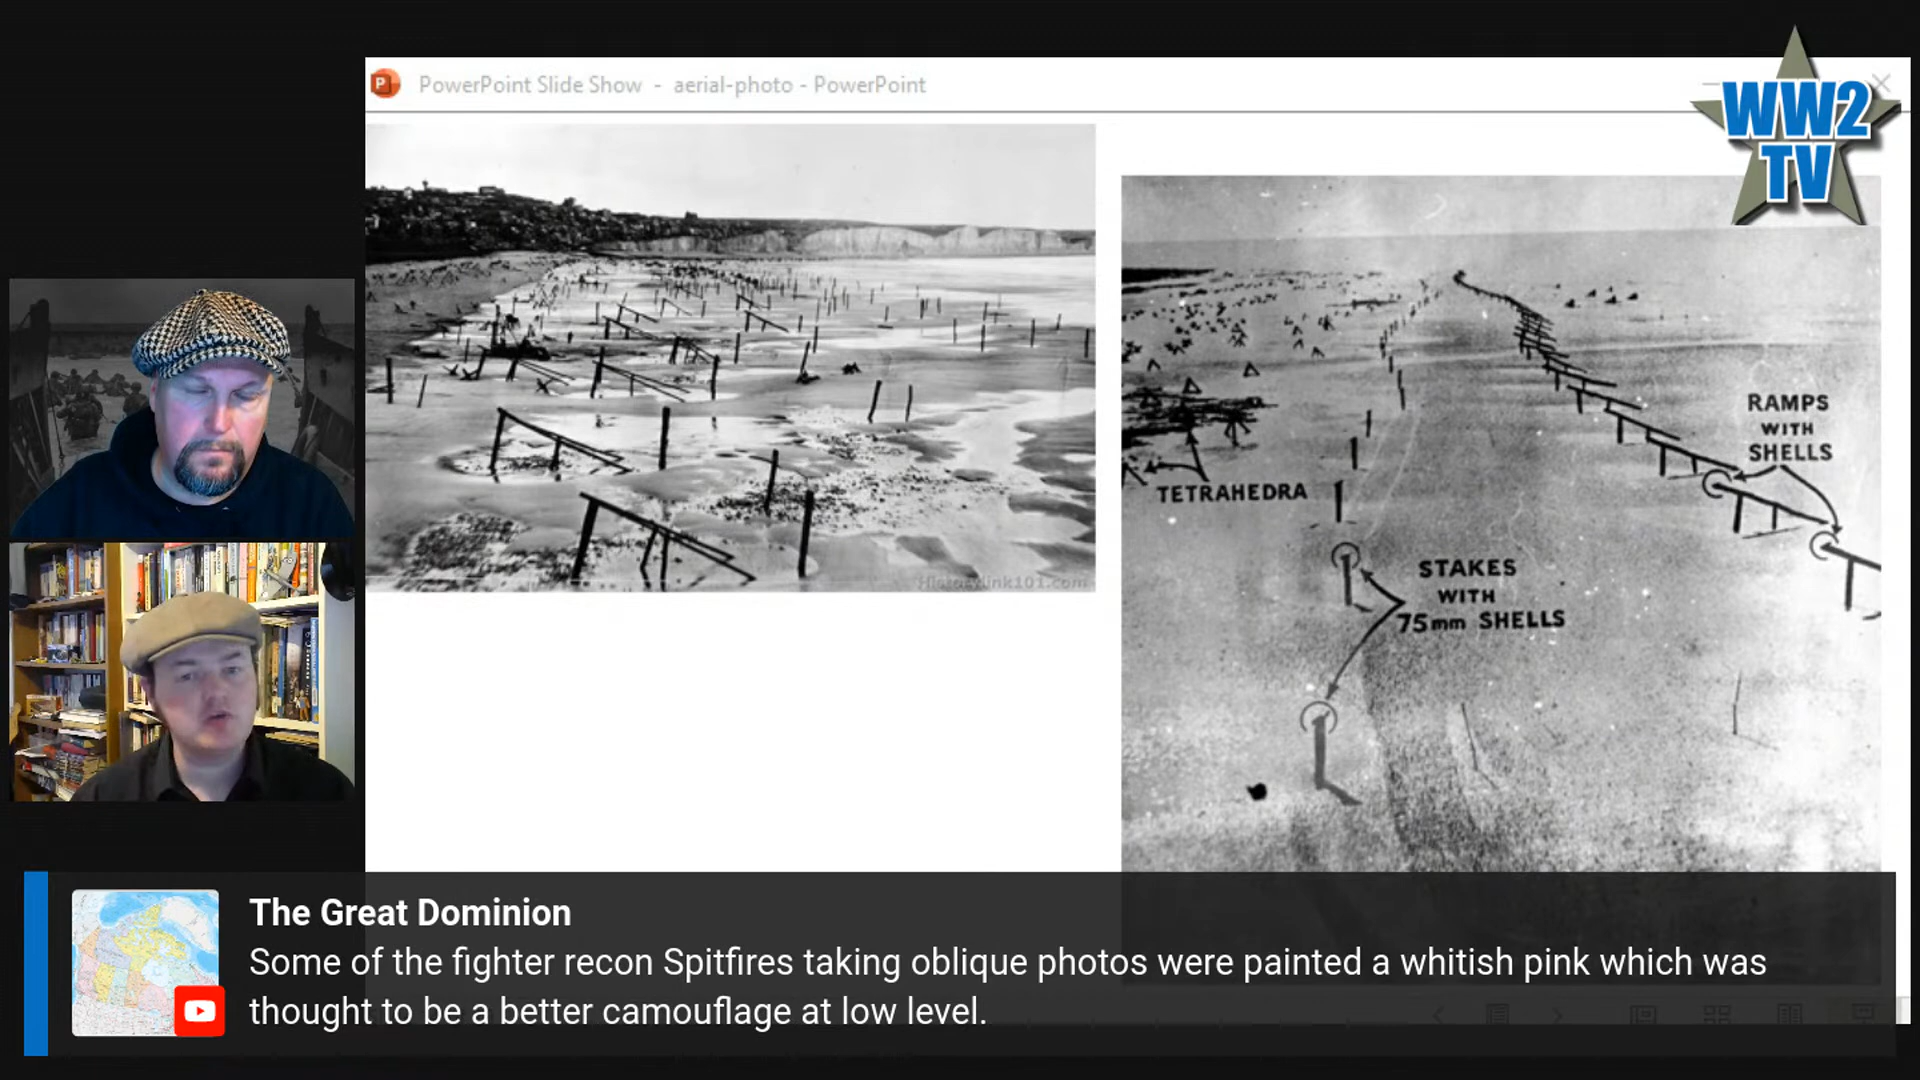 PowerPoint Slide Show - aerial-photo - PowerPoint
WW2
TV
RAMPS
WITH
SHELLS
TETRAHEDRA
STAKES
WITH
75mm SHELLS
Historylink101.com
The Great Dominion
Some of the fighter recon Spitfires taking oblique photos were painted a whitish pink which was
thought to be a better camouflage at low level.